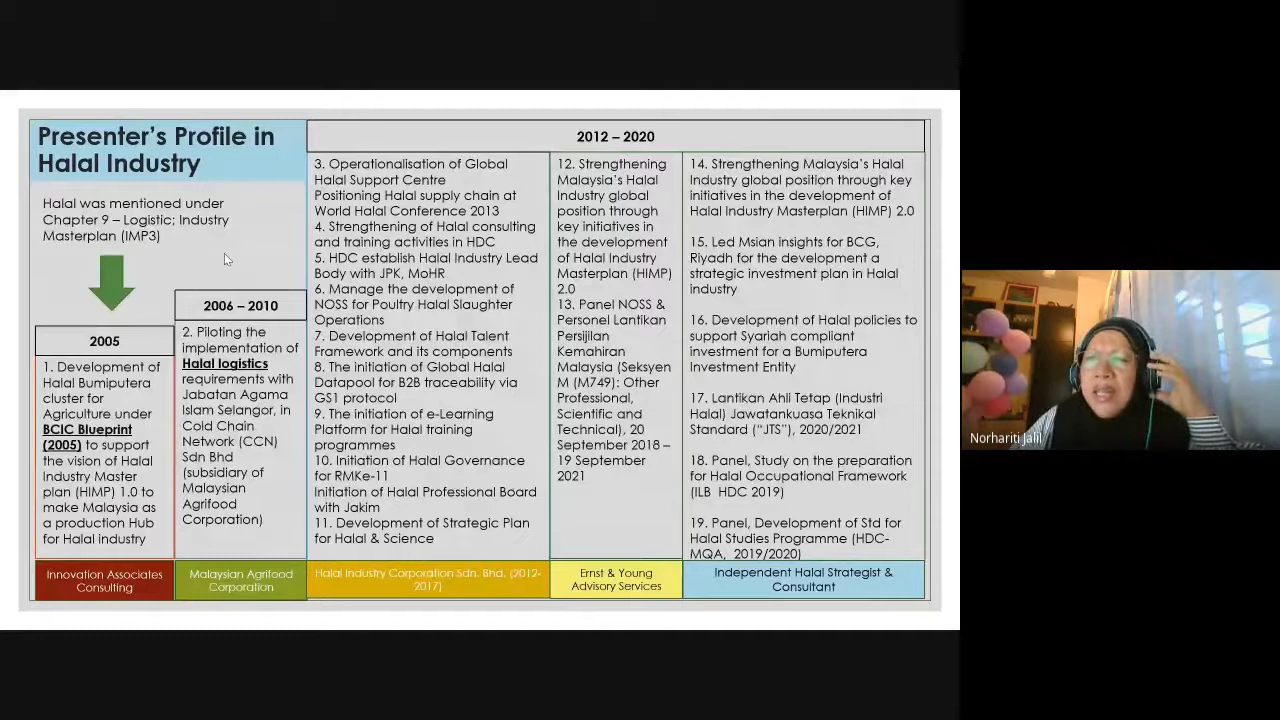 Presenter's Profile in
Halal Industry
Halal was mentioned under
Chapter 9 – Logistic; Industry
Masterplan (IMP3)
2005
1. Development of
Halal Bumiputera
cluster for
Agriculture under
BCIC Blueprint
(2005) to support
the vision of Halal
Industry Master
plan (HIMP) 1.0 to
make Malaysia as
a production Hub
for Halal industry
Innovation Associates
Consulting
2006 – 2010
2. Piloting the
implementation of
Halal logistics
requirements with
Jabatan Agama
Islam Selangor, in
Cold Chain
Network (CCN)
Sdn Bhd
(subsidiary of
Malaysian
Agrifood
Corporation)
Malaysian Agrifood
Corporation
2012 – 2020
3. Operationalisation of Global
Halal Support Centre
Positioning Halal supply chain at
World Halal Conference 2013
4. Strengthening of Halal consulting
and training activities in HDC
5. HDC establish Halal Industry Lead
Body with JPK, MoHR
6. Manage the development of
NOSS for Poultry Halal Slaughter
Operations
7. Development of Halal Talent
Framework and its components
8. The initiation of Global Halal
Datapool for B2B traceability via
GS1 protocol
9. The initiation of e-Learning
Platform for Halal training
programmes
10. Initiation of Halal Governance
for RMKe-11
Initiation of Halal Professional Board
with Jakim
11. Development of Strategic Plan
for Halal & Science
Halal Industry Corporation Sdn. Bhd. (2012-
2017)
12. Strengthening
Malaysia's Halal
Industry global
position through
key initiatives in
the development
of Halal Industry
Masterplan (HIMP)
2.0
13. Panel NOSS &
Personel Lantikan
Persijilan
Kemahiran
Malaysia (Seksyen
M (M749): Other
Professional,
Scientific and
Technical), 20
September 2018 –
19 September
2021
Ernst & Young
Advisory Services
14. Strengthening Malaysia's Halal
Industry global position through key
initiatives in the development of
Halal Industry Masterplan (HIMP) 2.0
15. Led Msian insights for BCG,
Riyadh for the development a
strategic investment plan in Halal
industry
16. Development of Halal policies to
support Syariah compliant
investment for a Bumiputera
Investment Entity
17. Lantikan Ahli Tetap (Industri
Halal) Jawatankuasa Teknikal
Standard ("JTS"), 2020/2021
18. Panel, Study on the preparation
for Halal Occupational Framework
(ILB HDC 2019)
19. Panel, Development of Std for
Halal Studies Programme (HDC-
MQA, 2019/2020)
Independent Halal Strategist &
Consultant
Norhariti Jalil